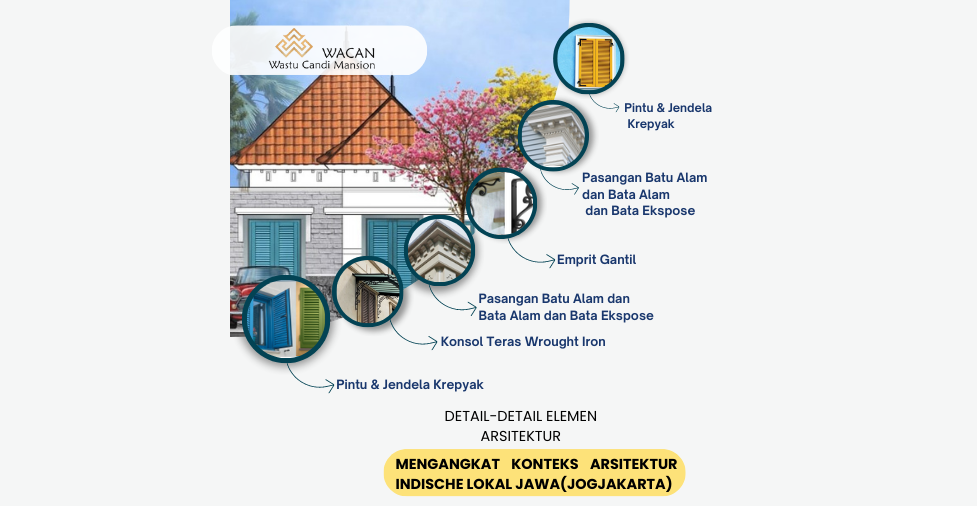 WACAN
Wastu Candi Mansion
Pintu & Jendela
Krepyak
Pasangan Batu Alam
dan Bata Alam
dan Bata Ekspose
Emprit Gantil
Pasangan Batu Alam dan
Bata Alam dan Bata Ekspose
Konsol Teras Wrought Iron
Pintu & Jendela Krepyak
DETAIL-DETAIL ELEMEN
ARSITEKTUR
MENGANGKAT KONTEKS ARSITEKTUR
INDISCHE LOKAL JAWA(JOGJAKARTA)